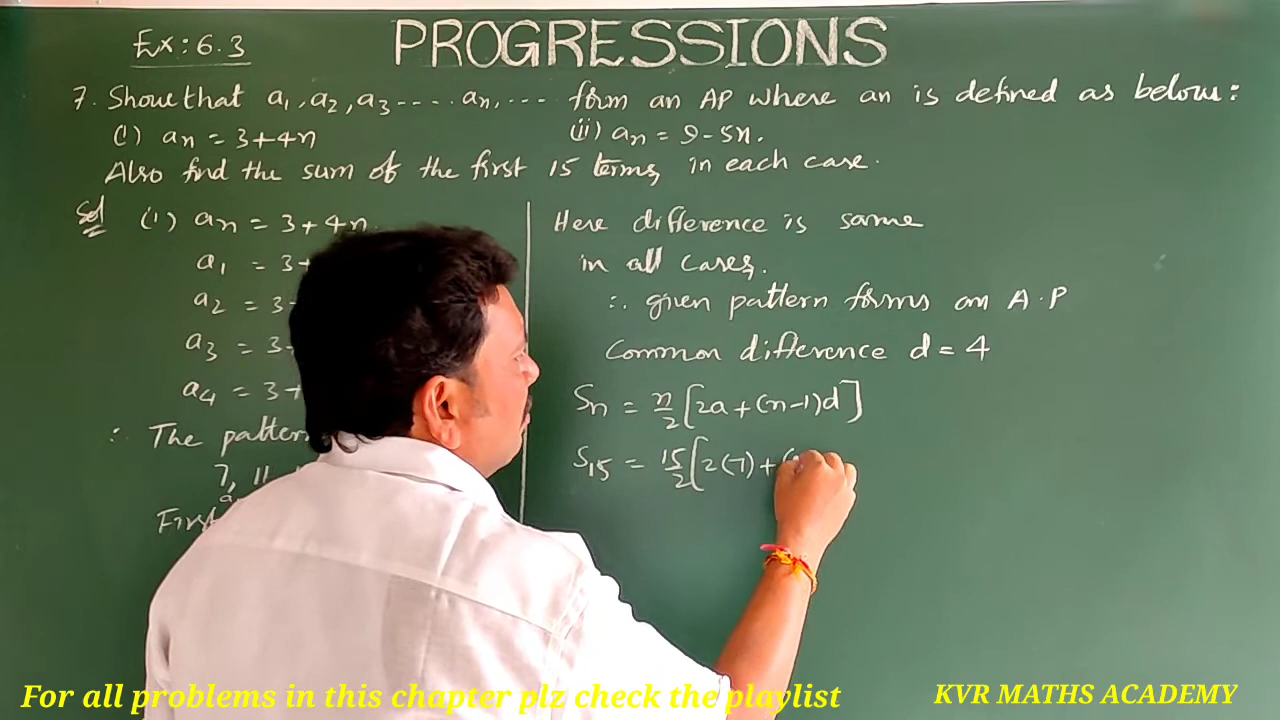 Ex: 6.3
PROGRESSIONS
7. Show that a₁, a₂, a₃ ---- aₙ, --- form an AP where an is defined as below:
(i) aₙ = 3+4n (ii) aₙ = 9-5n.
Also find the sum of the first 15 terms in each case.
Sol (i) aₙ = 3+4n
a₁ = 3+
a₂ = 3
a₃ = 3
a₄ = 3+
∴ The patter
7, 11
a
First
Here difference is same
in all cases.
∴ given pattern forms an A.P
Common difference d = 4
Sₙ = n/2 [2a+(n-1)d]
S₁₅ = 15/2 [2(7)+(
For all problems in this chapter plz check the playlist
KVR MATHS ACADEMY